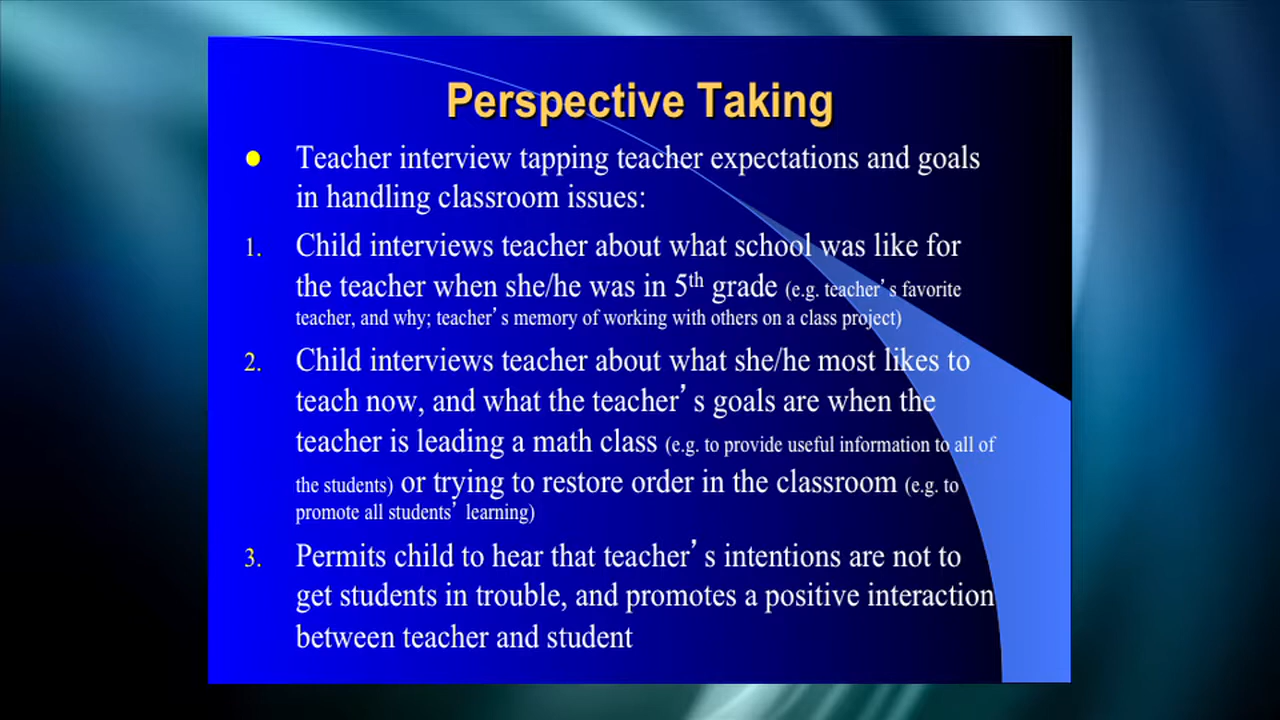 Perspective Taking
● Teacher interview tapping teacher expectations and goals
in handling classroom issues:
1. Child interviews teacher about what school was like for
the teacher when she/he was in 5th grade (e.g. teacher’s favorite
teacher, and why; teacher’s memory of working with others on a class project)
2. Child interviews teacher about what she/he most likes to
teach now, and what the teacher’s goals are when the
teacher is leading a math class (e.g. to provide useful information to all of
the students) or trying to restore order in the classroom (e.g. to
promote all students’ learning)
3. Permits child to hear that teacher’s intentions are not to
get students in trouble, and promotes a positive interaction
between teacher and student